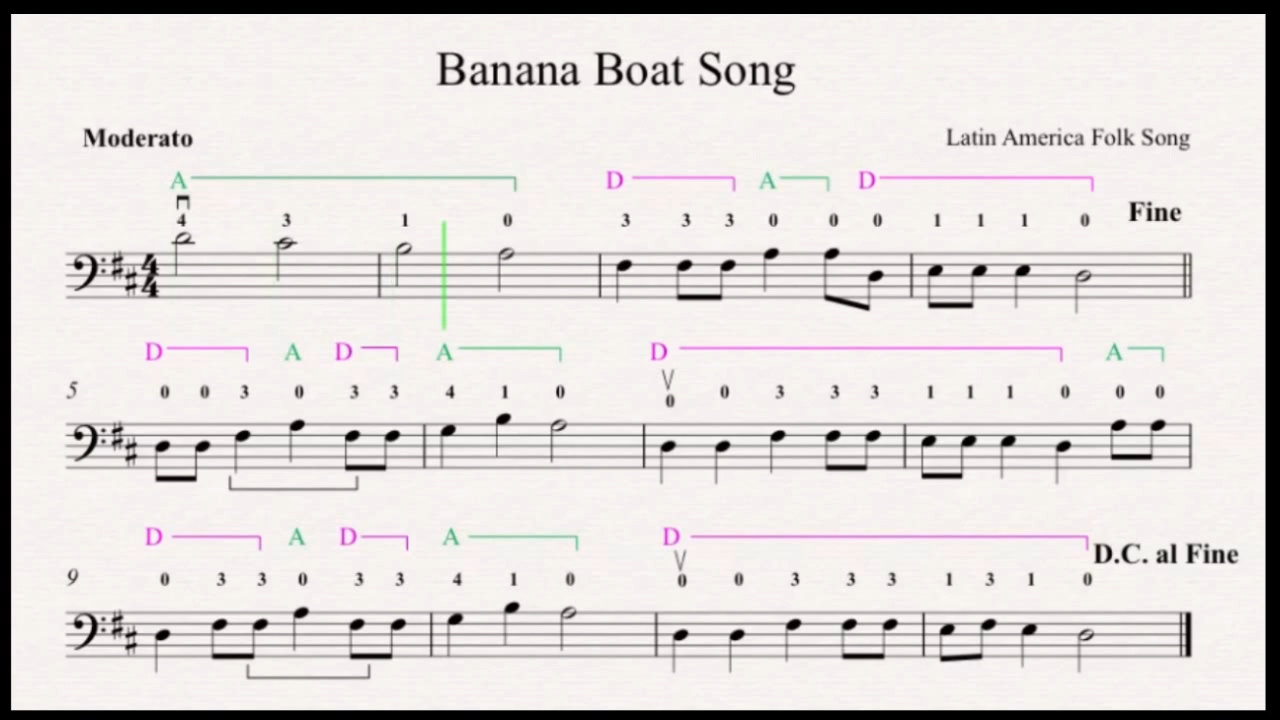 Banana Boat Song
Moderato
Latin America Folk Song
A D A D
4 3 1 0 3 3 3 0 0 0 1 1 1 0 Fine
4
4
D A D A D A
5 0 0 3 0 3 3 4 1 0 0 0 3 3 3 1 1 1 0 0 0
D A D A D
D.C. al Fine
9 0 3 3 0 3 3 4 1 0 0 0 3 3 3 1 3 1 0